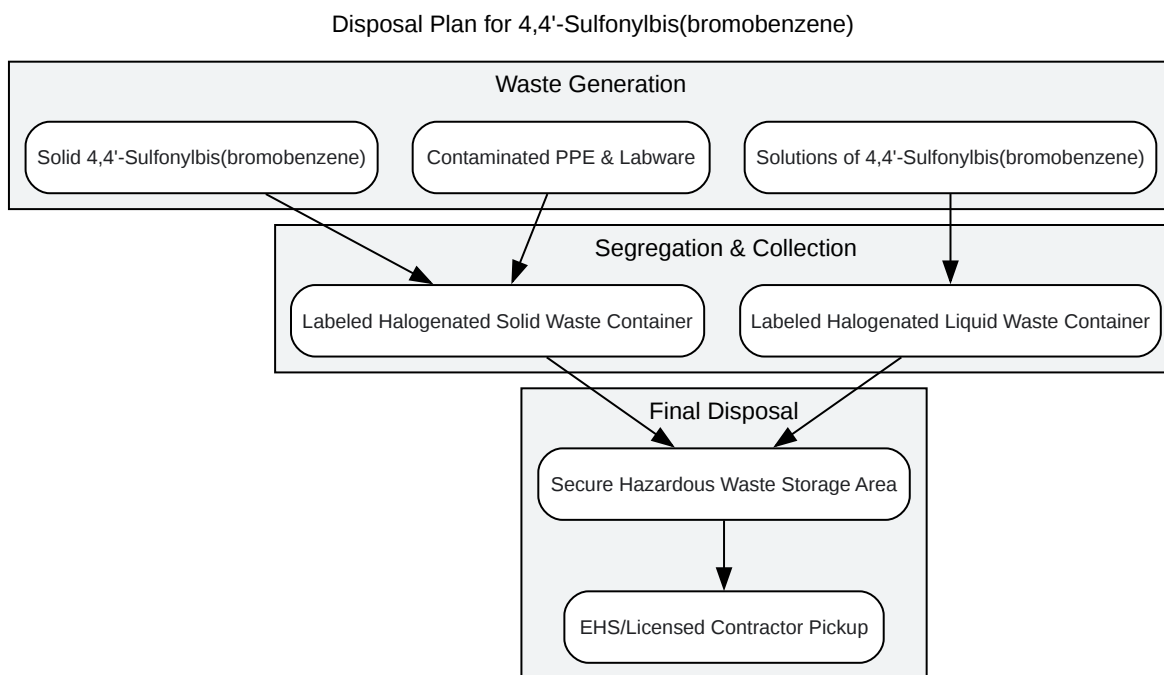 Disposal Plan for 4,4'-Sulfonylbis(bromobenzene)
Waste Generation
Solid 4,4'-Sulfonylbis(bromobenzene)
Contaminated PPE & Labware
Solutions of 4,4'-Sulfonylbis(bromobenzene)
Segregation & Collection
Labeled Halogenated Solid Waste Container
Labeled Halogenated Liquid Waste Container
Final Disposal
Secure Hazardous Waste Storage Area
EHS/Licensed Contractor Pickup